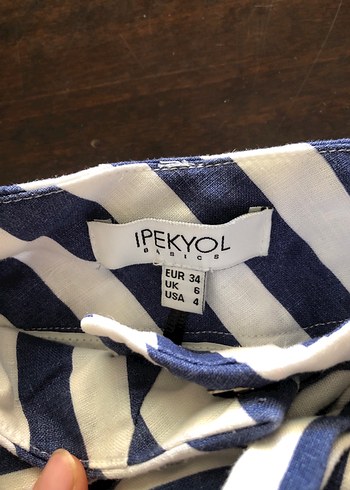 IPEKYOL
BASICS
EUR 34
UK 6
USA 4